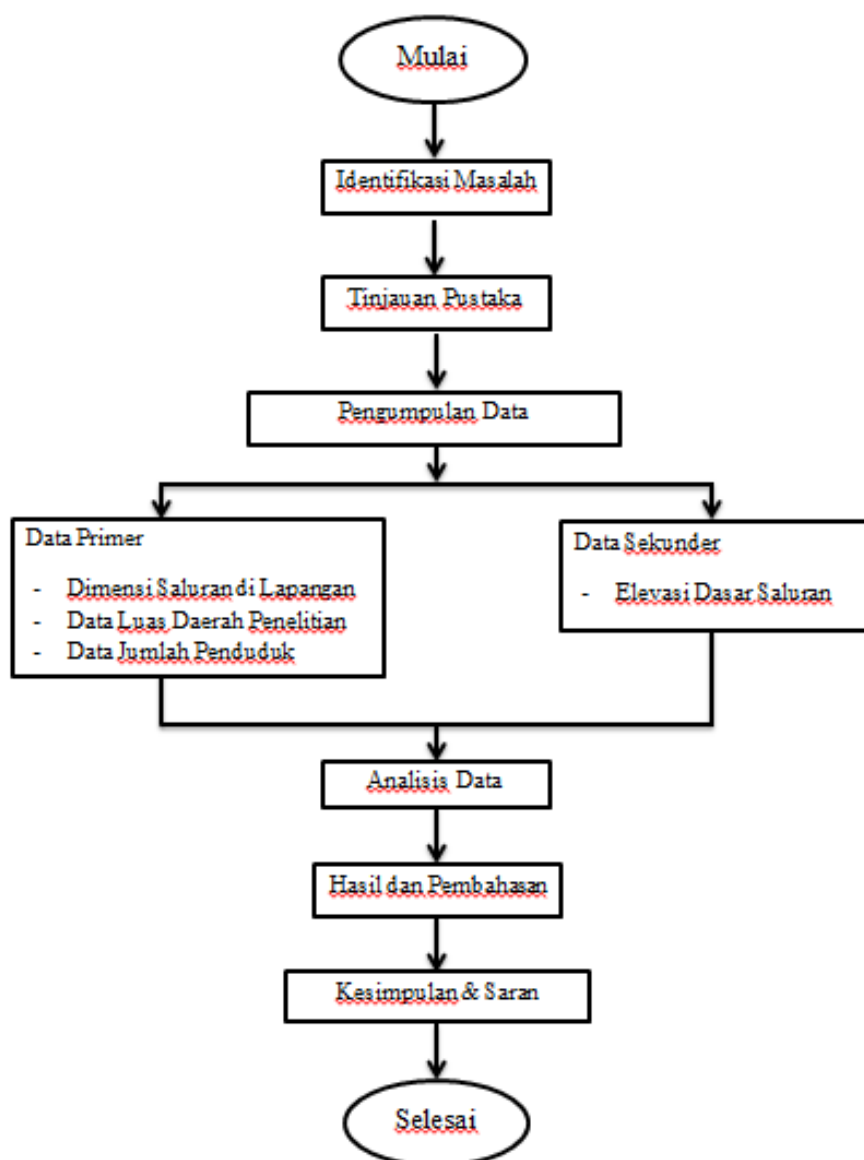 Mulai
Identifikasi Masalah
Tinjauan Pustaka
Pengumpulan Data
Data Primer
- Dimensi Saluran di Lapangan
- Data Luas Daerah Penelitian
- Data Jumlah Penduduk
Data Sekunder
- Elevasi Dasar Saluran
Analisis Data
Hasil dan Pembahasan
Kesimpulan & Saran
Selesai